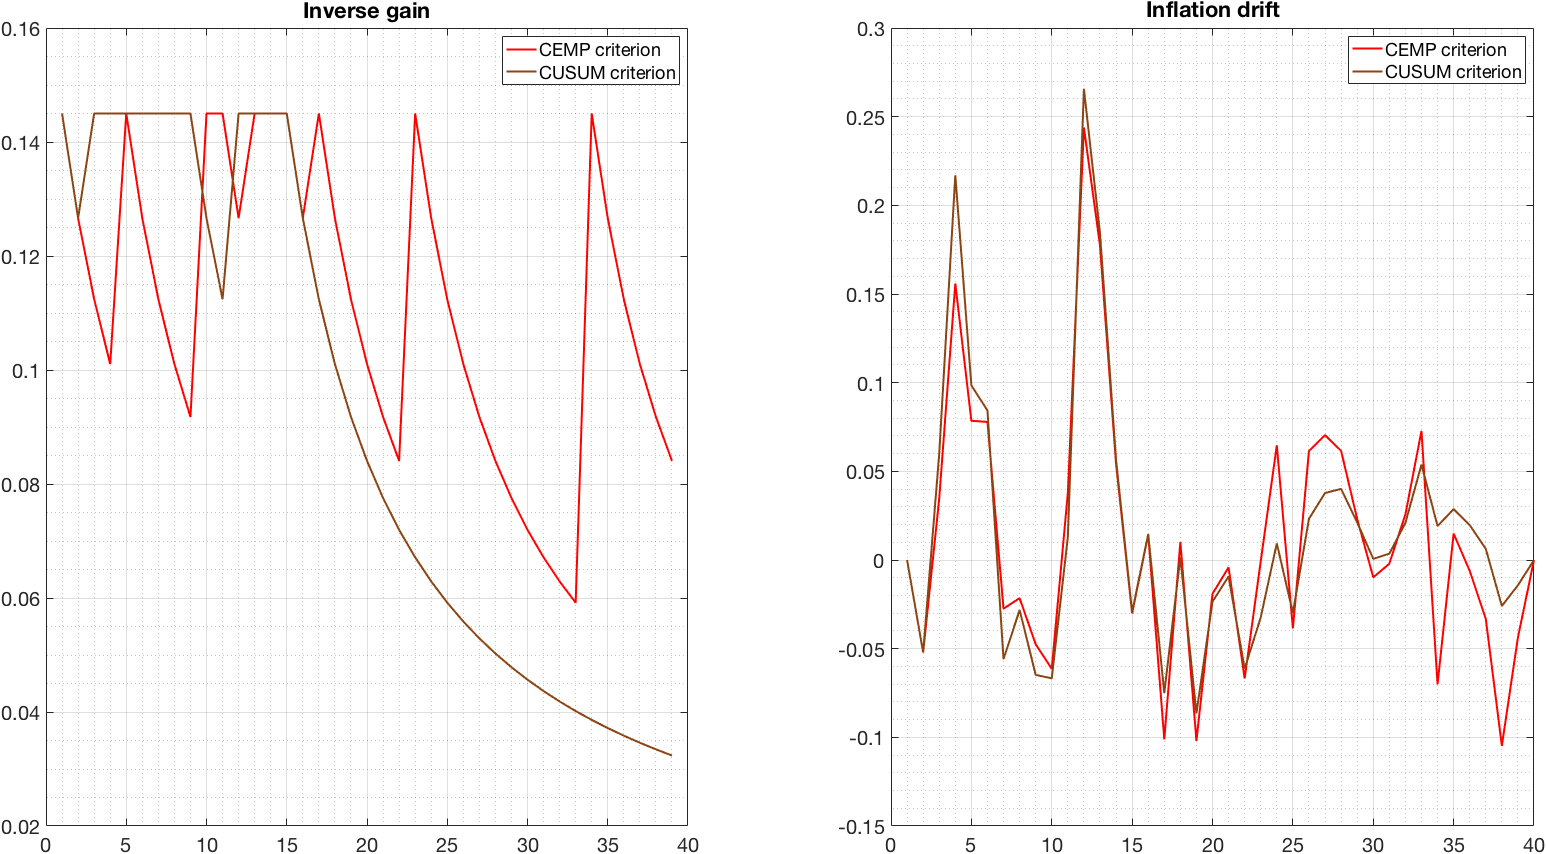 Inverse gain
0.16
0.14
0.12
0.1
0.08
0.06
0.04
0.02
0 5 10 15 20 25 30 35 40
CEMP criterion
CUSUM criterion
Inflation drift
0.3
0.25
0.2
0.15
0.1
0.05
0
-0.05
-0.1
-0.15
0 5 10 15 20 25 30 35 40
CEMP criterion
CUSUM criterion